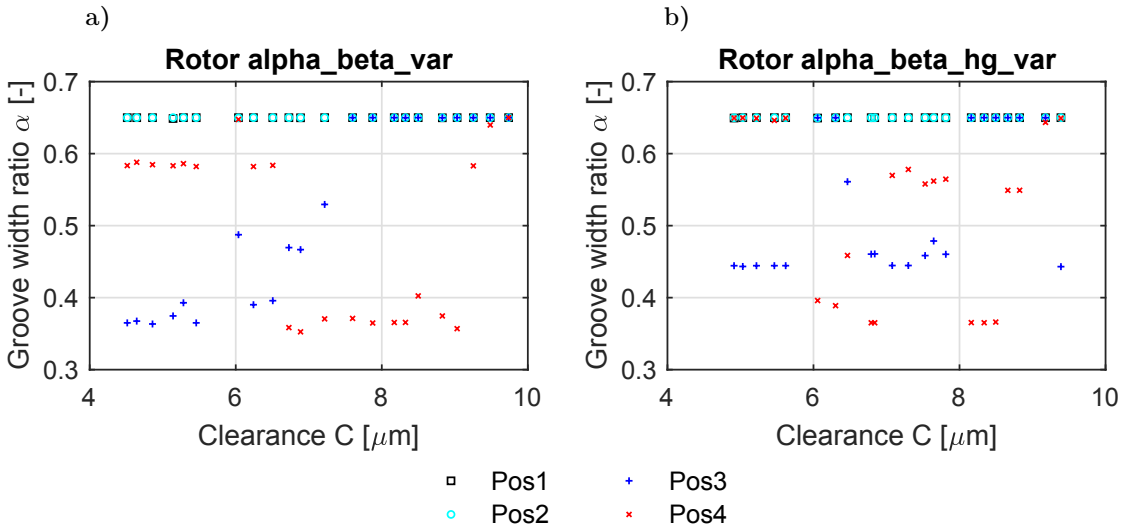 a)
Rotor alpha_beta_var
Groove width ratio α [-]
0.7
0.6
0.5
0.4
0.3
4 6 8 10
Clearance C [μm]
b)
Rotor alpha_beta_hg_var
Groove width ratio α [-]
0.7
0.6
0.5
0.4
0.3
4 6 8 10
Clearance C [μm]
Pos1 Pos3
Pos2 Pos4